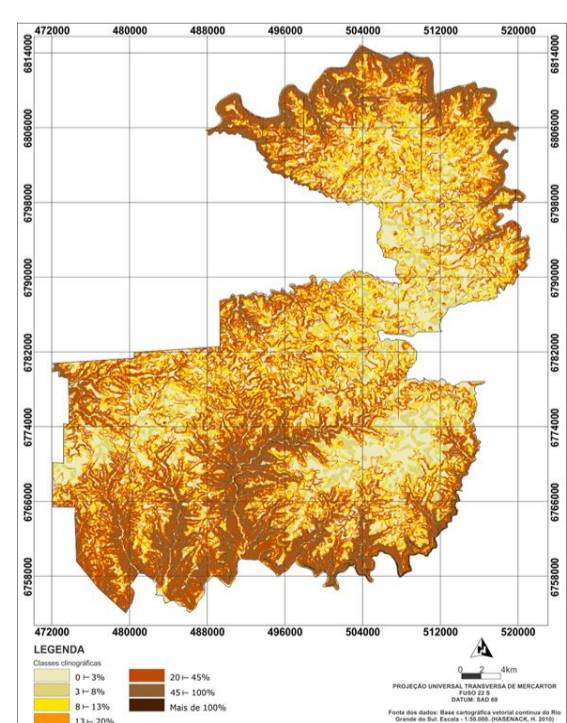 472000 480000 488000 496000 504000 512000 520000
6814000 6814000
6806000 6806000
6798000 6798000
6790000 6790000
6782000 6782000
6774000 6774000
6766000 6766000
6758000 6758000
472000 480000 488000 496000 504000 512000 520000
LEGENDA
Classes clinográficas
0 ⊢ 3%
3 ⊢ 8%
8 ⊢ 13%
13 ⊢ 20%
20 ⊢ 45%
45 ⊢ 100%
Mais de 100%
0 2 4km
PROJEÇÃO UNIVERSAL TRANSVERSA DE MERCARTOR
FUSO 22 S
DATUM: SAD 69
Fonte dos dados: Base cartográfica vetorial contínua do Rio
Grande do Sul. Escala - 1:50.000. (HASENACK, H. 2010)